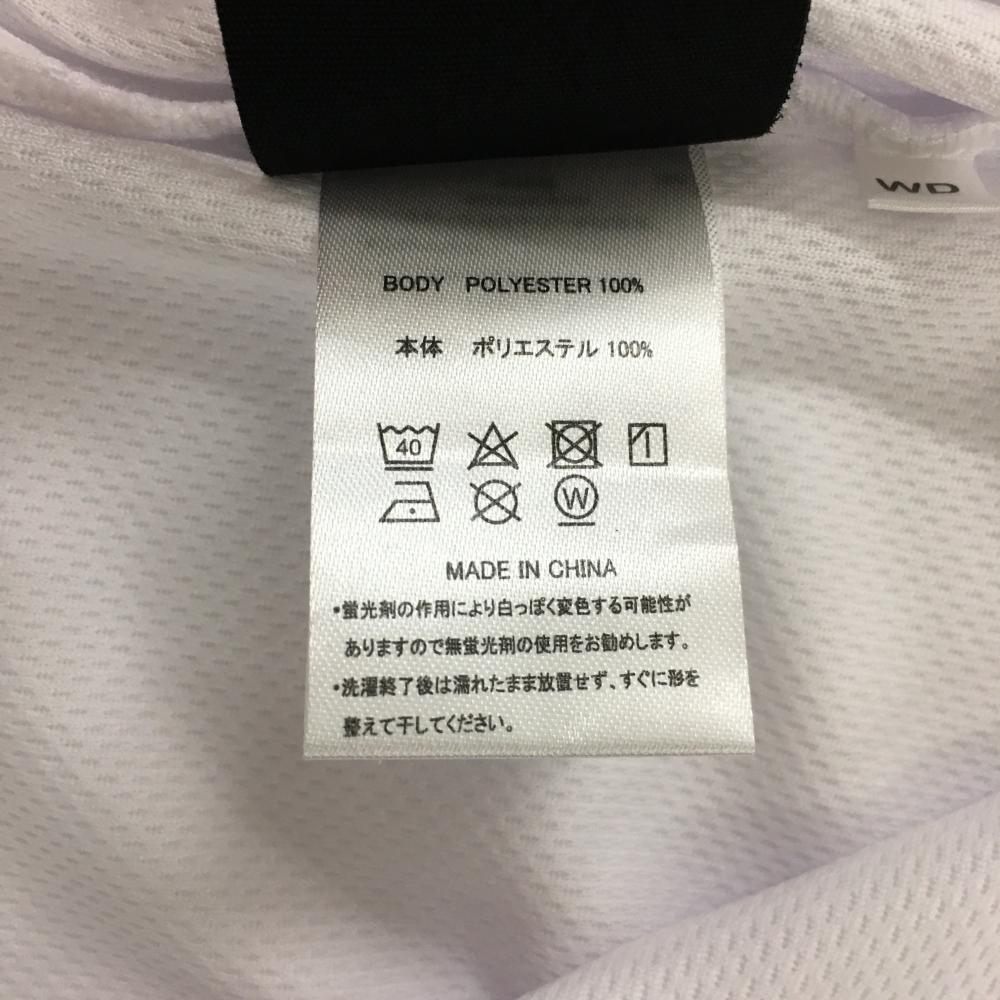 WD
BODY POLYESTER 100%
本体 ポリエステル 100%
40
W
MADE IN CHINA
・蛍光剤の作用により白っぽく変色する可能性が
ありますので無蛍光剤の使用をお勧めします。
・洗濯終了後は濡れたまま放置せず、すぐに形を
整えて干してください。